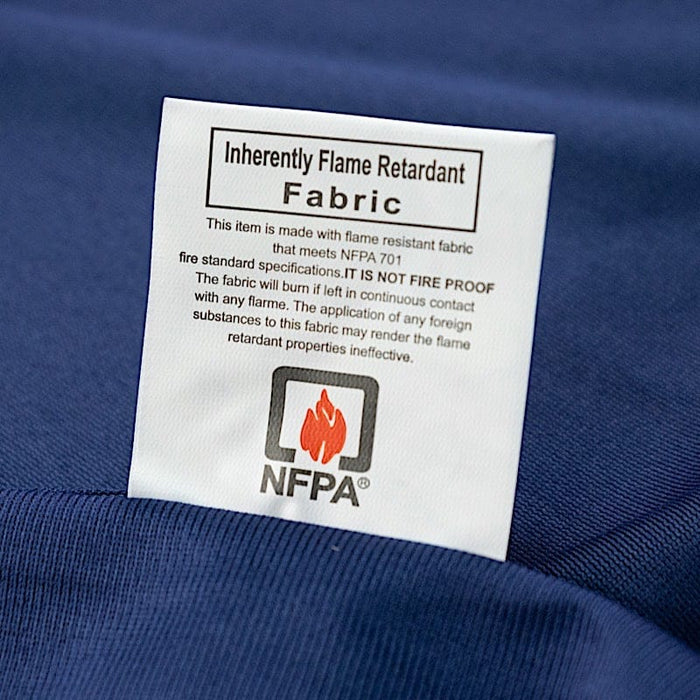 Inherently Flame Retardant
Fabric
This item is made with flame resistant fabric
that meets NFPA 701
fire standard specifications.IT IS NOT FIRE PROOF
The fabric will burn if left in continuous contact
with any flarme. The application of any foreign
substances to this fabric may render the flame
retardant properties ineffective.
NFPA®